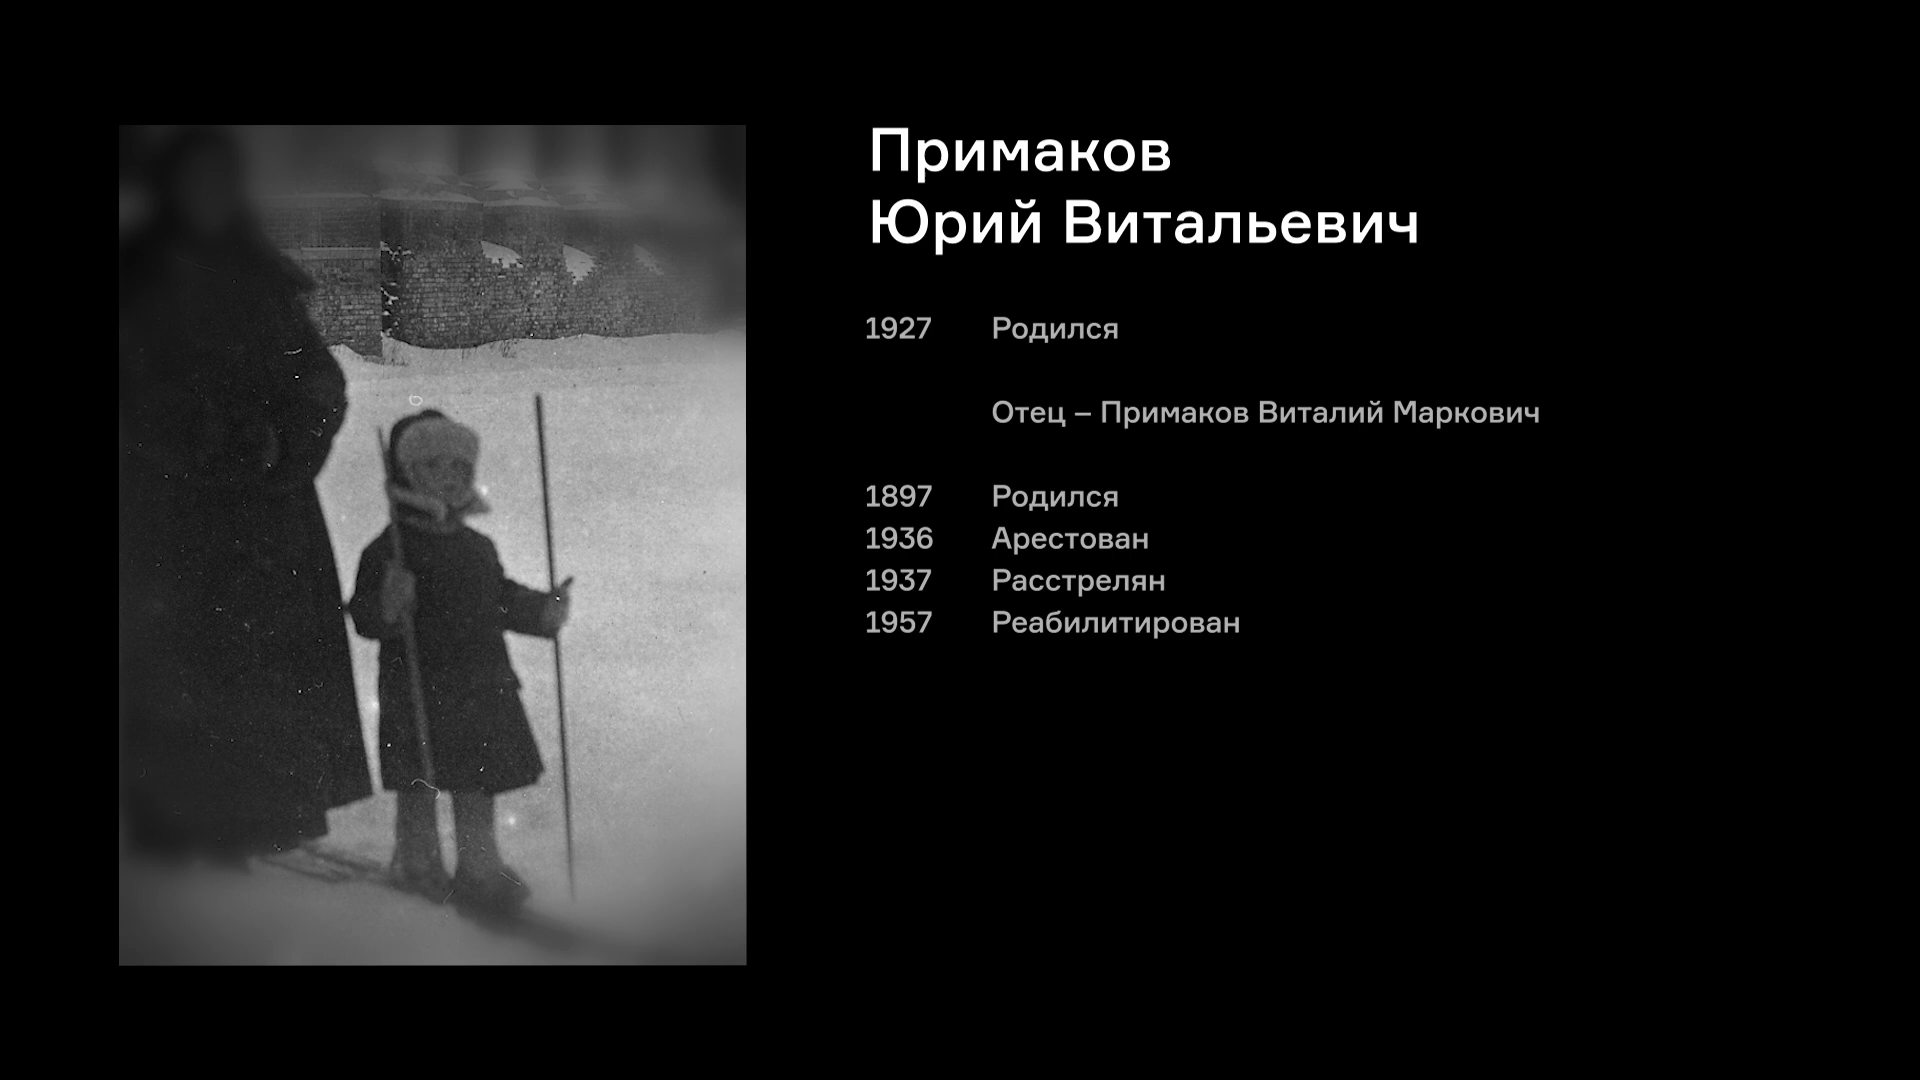 Примаков
Юрий Витальевич
1927 Родился
Отец – Примаков Виталий Маркович
1897 Родился
1936 Арестован
1937 Расстрелян
1957 Реабилитирован